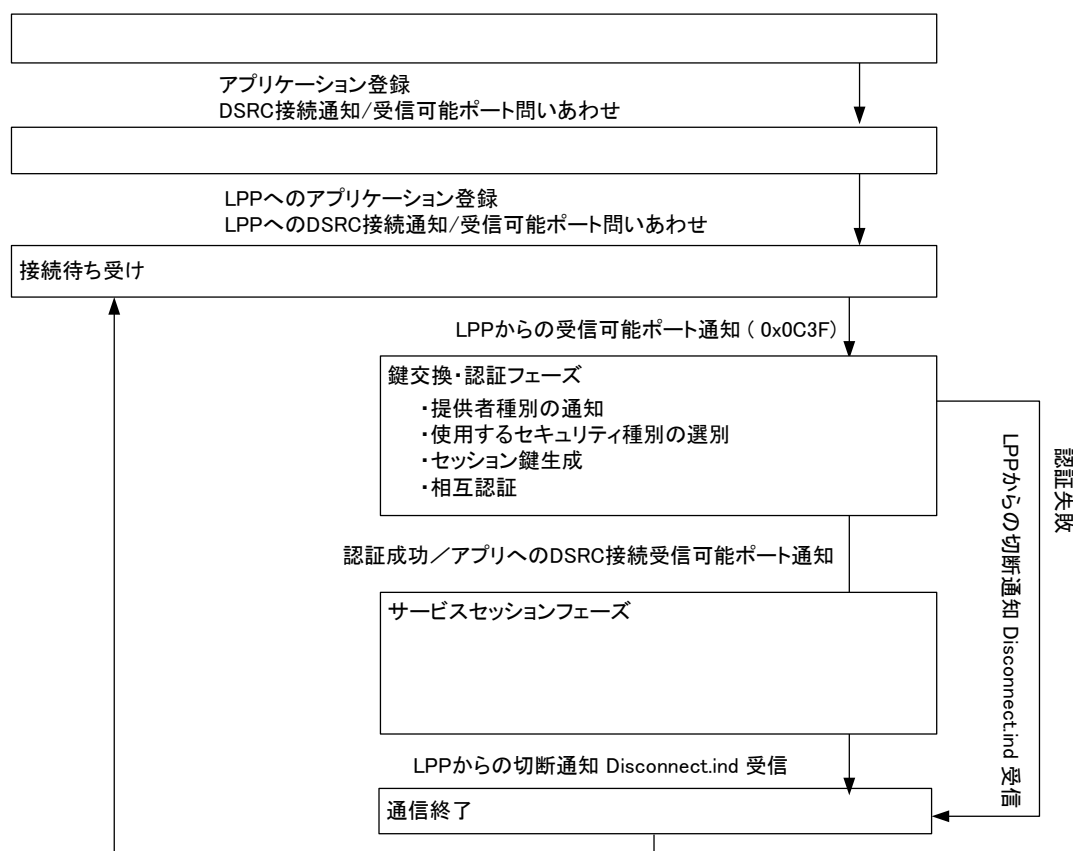 アプリケーション登録
DSRC接続通知/受信可能ポート問いあわせ
LPPへのアプリケーション登録
LPPへのDSRC接続通知/受信可能ポート問いあわせ
接続待ち受け
LPPからの受信可能ポート通知 ( 0x0C3F)
鍵交換・認証フェーズ
・提供者種別の通知
・使用するセキュリティ種別の選別
・セッション鍵生成
・相互認証
認証失敗
LPPからの切断通知 Disconnect.ind 受信
認証成功／アプリへのDSRC接続受信可能ポート通知
サービスセッションフェーズ
LPPからの切断通知 Disconnect.ind 受信
通信終了